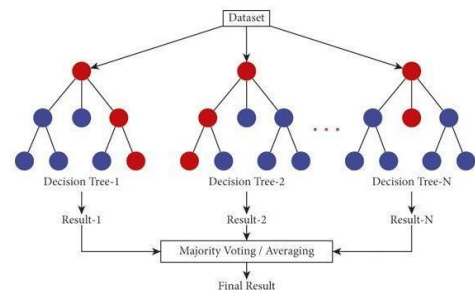 Dataset
Decision Tree-1
Decision Tree-2
Decision Tree-N
Result-1
Result-2
Result-N
Majority Voting / Averaging
Final Result